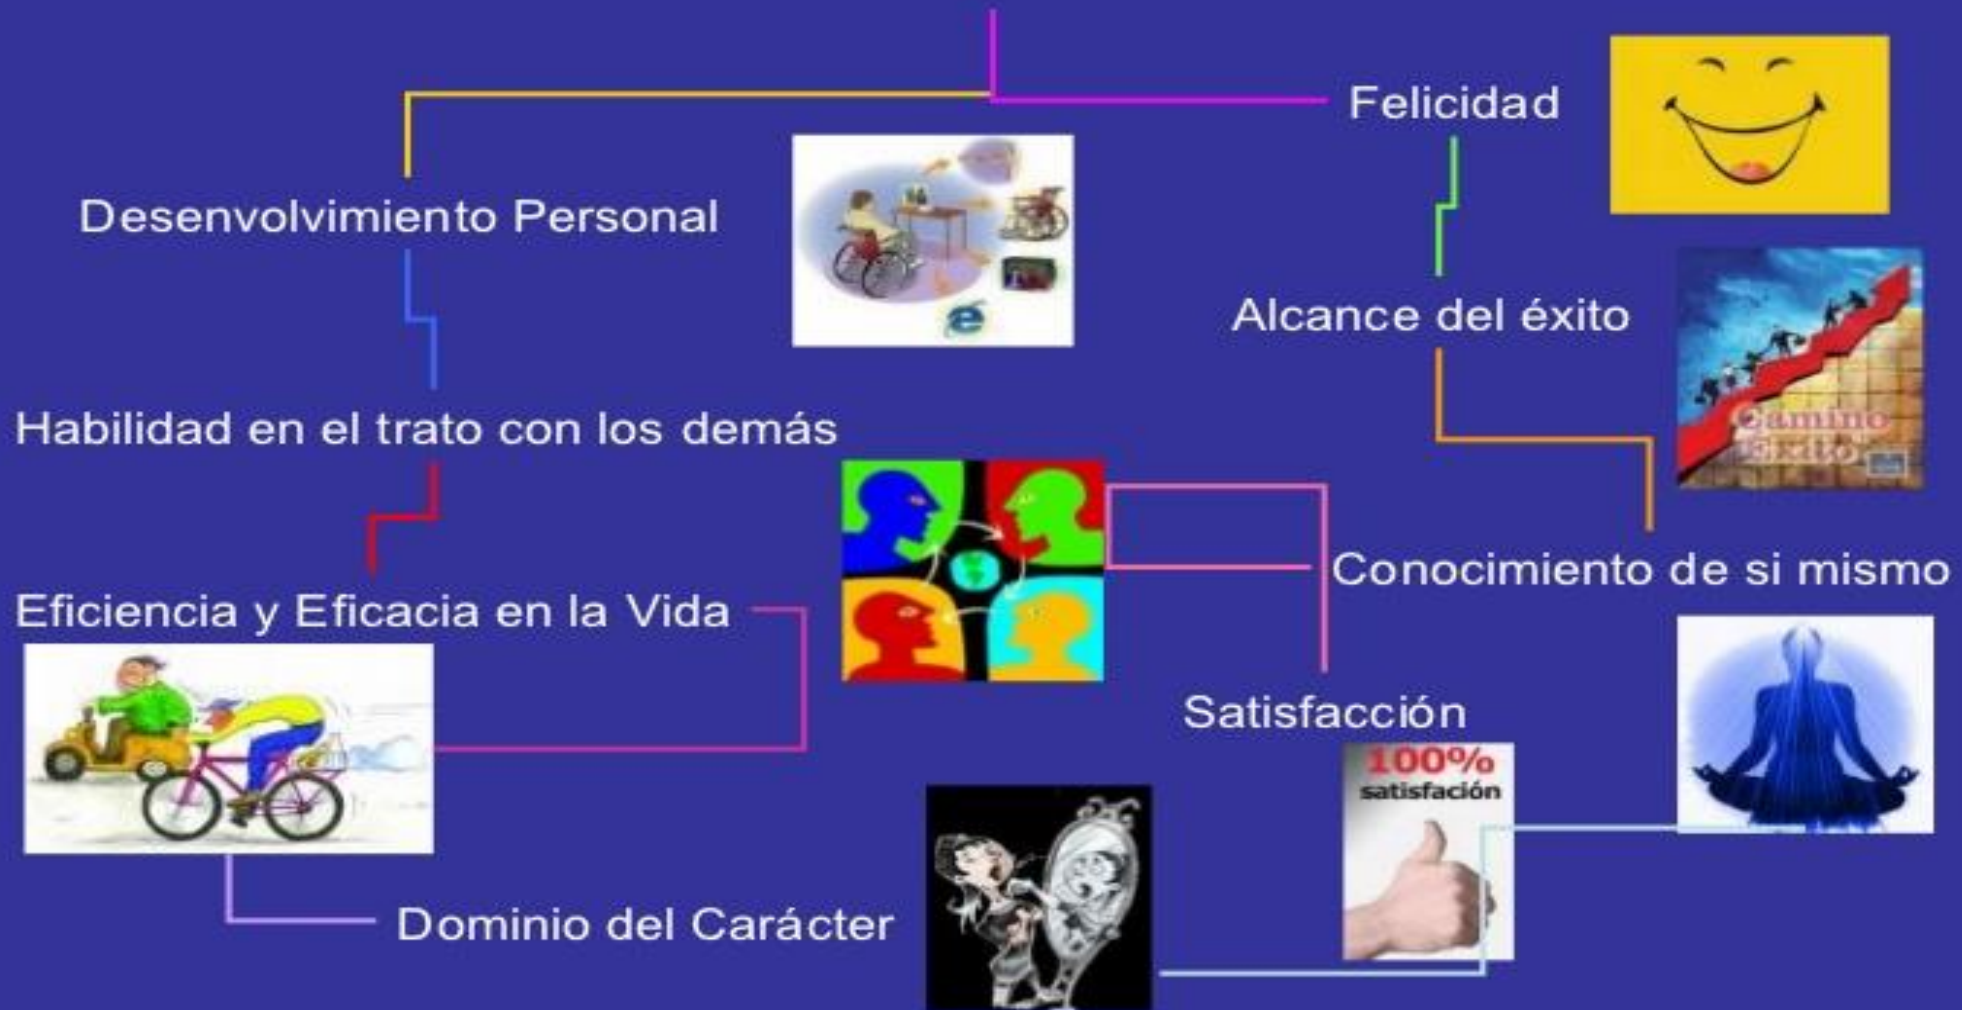 Felicidad
Desenvolvimiento Personal
Alcance del éxito
Camino
Exito
Habilidad en el trato con los demás
Conocimiento de si mismo
Eficiencia y Eficacia en la Vida
Satisfacción
100%
satisfación
Dominio del Carácter